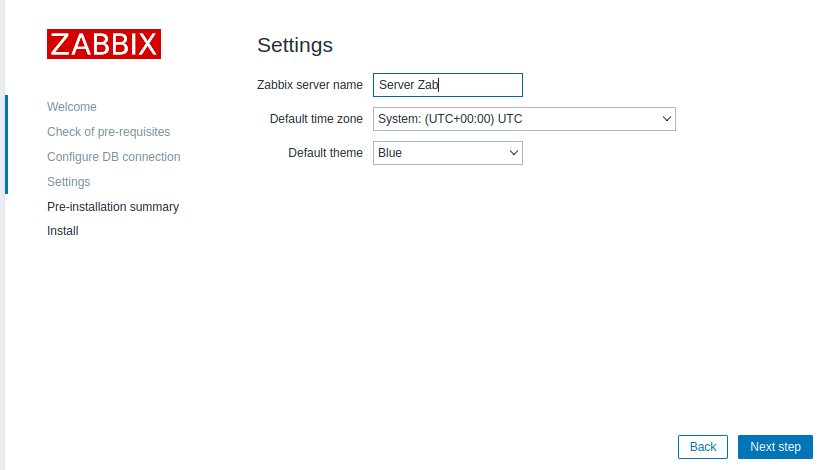 ZABBIX
Welcome
Check of pre-requisites
Configure DB connection
Settings
Pre-installation summary
Install
Settings
Zabbix server name Server Zab
Default time zone System: (UTC+00:00) UTC
Default theme Blue
Back Next step